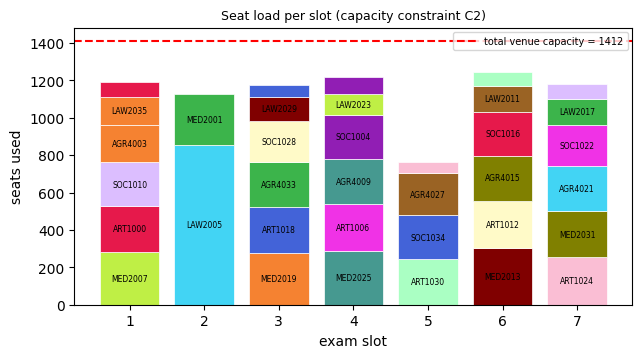 Seat load per slot (capacity constraint C2)
total venue capacity = 1412
seats used
1400
1200
1000
800
600
400
200
0
LAW2035
AGR4003
SOC1010
ART1000
MED2007
MED2001
LAW2005
LAW2029
SOC1028
AGR4033
ART1018
MED2019
LAW2023
SOC1004
AGR4009
ART1006
MED2025
AGR4027
SOC1034
ART1030
LAW2011
SOC1016
AGR4015
ART1012
MED2013
LAW2017
SOC1022
AGR4021
MED2031
ART1024
1 2 3 4 5 6 7
exam slot